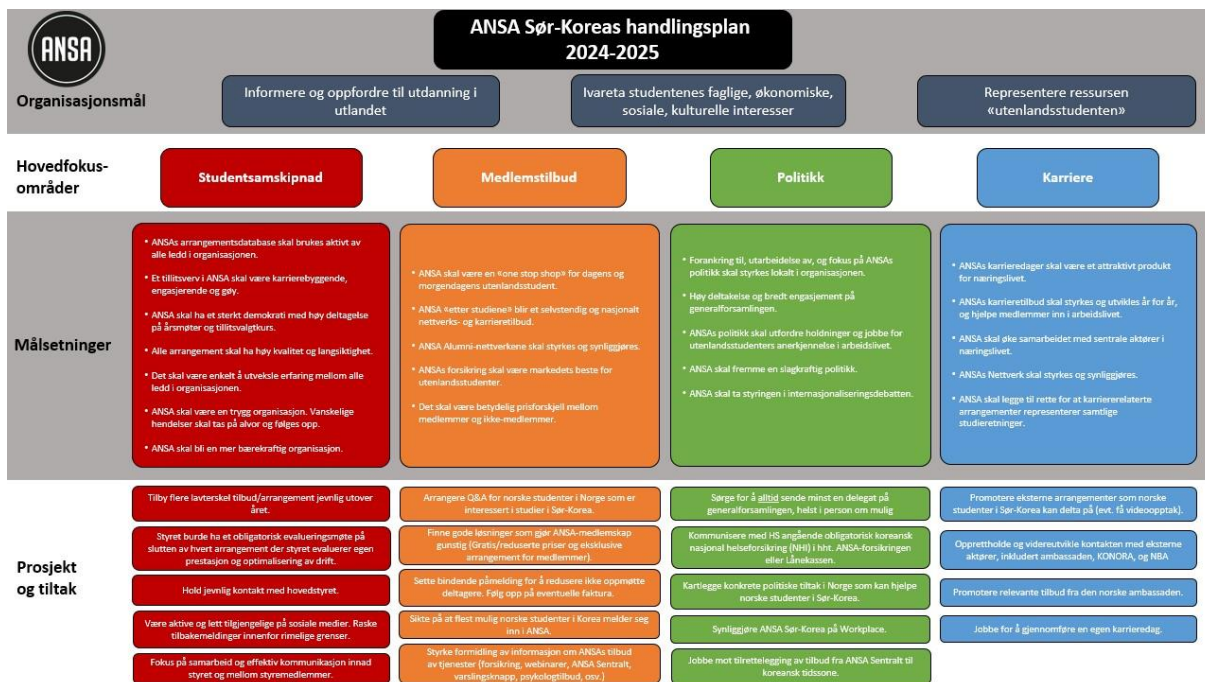 ANSA Sør-Koreas handlingsplan
2024-2025
ANSA
Organisasjonsmål
Informere og oppfordre til utdanning i
utlandet
Ivareta studentenes faglige, økonomiske,
sosiale, kulturelle interesser
Representere ressursen
«utenlandsstudenten»
Hovedfokus-
områder
Studentsamskipnad
Medlemstilbud
Politikk
Karriere
Målsetninger
• ANSAs arrangementsdatabase skal brukes aktivt av
alle ledd i organisasjonen.
• Et tillitsverv i ANSA skal være karrierebyggende,
engasjerende og gøy.
• ANSA skal ha et sterkt demokrati med høy deltagelse
på årsmøter og tillitsvalgtkurs.
• Alle arrangement skal ha høy kvalitet og langsiktighet.
• Det skal være enkelt å utveksle erfaring mellom alle
ledd i organisasjonen.
• ANSA skal være en trygg organisasjon. Vanskelige
hendelser skal tas på alvor og følges opp.
• ANSA skal bli en mer bærekraftig organisasjon.
• ANSA skal være en «one stop shop» for dagens og
morgendagens utenlandsstudent.
• ANSA «etter studiene» blir et selvstendig og nasjonalt
nettverks- og karrieretilbud.
• ANSA Alumni-nettverkene skal styrkes og synliggjøres.
• ANSAs forsikring skal være markedets beste for
utenlandsstudenter.
• Det skal være betydelig prisforskjell mellom
medlemmer og ikke-medlemmer.
• Forankring til, utarbeidelse av, og fokus på ANSAs
politikk skal styrkes lokalt i organisasjonen.
• Høy deltakelse og bredt engasjement på
generalforsamlingen.
• ANSAs politikk skal utfordre holdninger og jobbe for
utenlandsstudenters anerkjennelse i arbeidslivet.
• ANSA skal fremme en slagkraftig politikk.
• ANSA skal ta styringen i internasjonaliseringsdebatten.
• ANSAs karrieredager skal være et attraktivt produkt
for næringslivet.
• ANSAs karrieretilbud skal styrkes og utvikles år for år,
og hjelpe medlemmer inn i arbeidslivet.
• ANSA skal øke samarbeidet med sentrale aktører i
næringslivet.
• ANSAs Nettverk skal styrkes og synliggjøres.
• ANSA skal legge til rette for at karriererelaterte
arrangementer representerer samtlige
studieretninger.
Prosjekt
og tiltak
Tilby flere lavterskel tilbud/arrangement jevnlig utover
året.
Styret burde ha et obligatorisk evalueringsmøte på
slutten av hvert arrangement der styret evaluerer egen
prestasjon og optimalisering av drift.
Hold jevnlig kontakt med hovedstyret.
Være aktive og lett tilgjengelige på sosiale medier. Raske
tilbakemeldinger innenfor rimelige grenser.
Fokus på samarbeid og effektiv kommunikasjon innad
styret og mellom styremedlemmer.
Arrangere Q&A for norske studenter i Norge som er
interessert i studier i Sør-Korea.
Finne gode løsninger som gjør ANSA-medlemskap
gunstig (Gratis/reduserte priser og eksklusive
arrangement for medlemmer).
Sette bindende påmelding for å redusere ikke oppmøtte
deltagere. Følg opp på eventuelle faktura.
Sikte på at flest mulig norske studenter i Korea melder seg
inn i ANSA.
Styrke formidling av informasjon om ANSAs tilbud
av tjenester (forsikring, webinarer, ANSA Sentralt,
varslingsknapp, psykologtilbud, osv.)
Sørge for å alltid sende minst en delegat på
generalforsamlingen, helst i person om mulig
Kommunisere med HS angående obligatorisk koreansk
nasjonal helseforsikring (NHI) i hht. ANSA-forsikringen
eller Lånekassen.
Kartlegge konkrete politiske tiltak i Norge som kan hjelpe
norske studenter i Sør-Korea.
Synliggjøre ANSA Sør-Korea på Workplace.
Jobbe mot tilrettelegging av tilbud fra ANSA Sentralt til
koreansk tidssone.
Promotere eksterne arrangementer som norske
studenter i Sør-Korea kan delta på (evt. få videoopptak).
Opprettholde og videreutvikle kontakten med eksterne
aktører, inkludert ambassaden, KONORA, og NBA
Promotere relevante tilbud fra den norske ambassaden.
Jobbe for å gjennomføre en egen karrieredag.